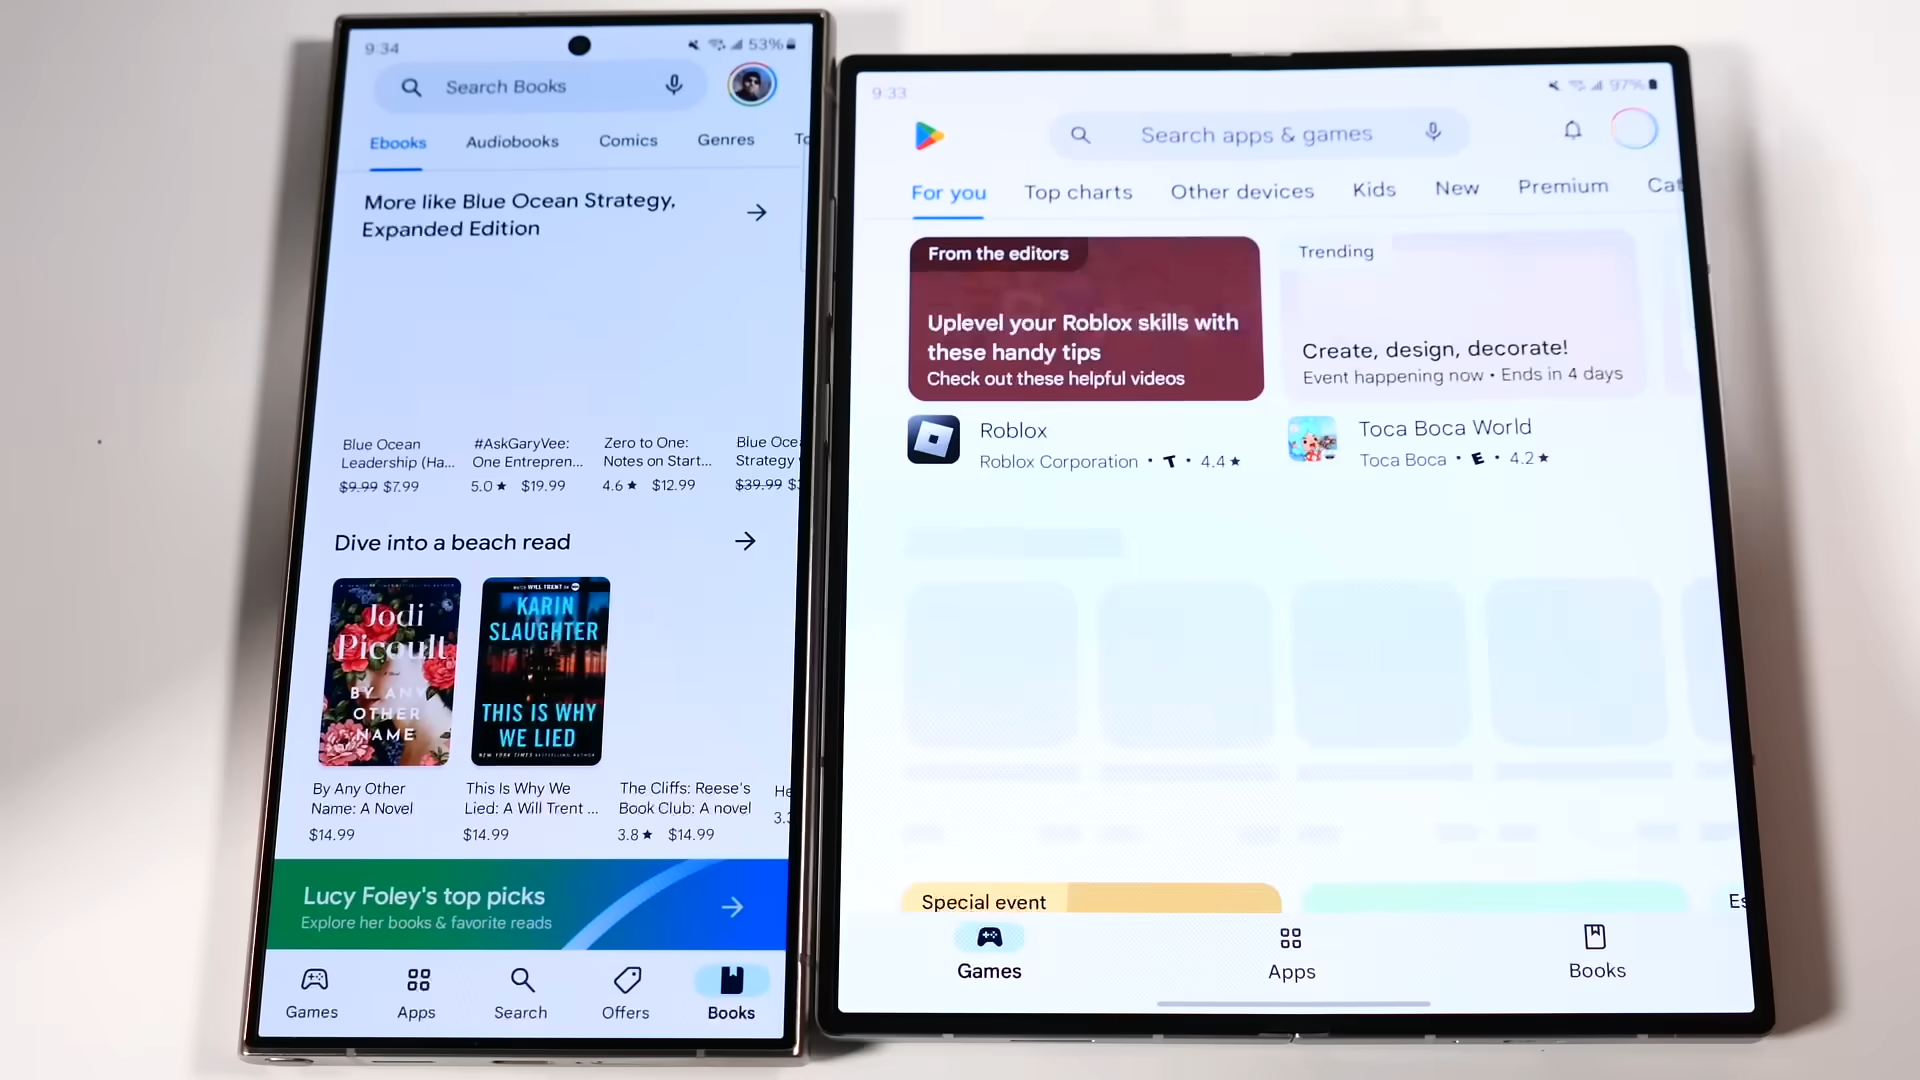 9:34
53%
Search Books
Ebooks Audiobooks Comics Genres
More like Blue Ocean Strategy,
Expanded Edition
Blue Ocean
Leadership (Ha...
$9.99 $7.99
#AskGaryVee:
One Entrepren...
5.0 ★ $19.99
Zero to One:
Notes on Start...
4.6 ★ $12.99
Blue Oce
Strategy
$39.99
Dive into a beach read
Jodi
Picoult
BY ANY
OTHER
NAME
KARIN
SLAUGHTER
THIS IS WHY
WE LIED
By Any Other
Name: A Novel
$14.99
This Is Why We
Lied: A Will Trent ...
$14.99
The Cliffs: Reese's
Book Club: A novel
3.8 ★ $14.99
He
3.3
Lucy Foley's top picks
Explore her books & favorite reads
Games Apps Search Offers Books
9:33
97%
Search apps & games
For you Top charts Other devices Kids New Premium Cat
From the editors
Uplevel your Roblox skills with
these handy tips
Check out these helpful videos
Roblox
Roblox Corporation • T • 4.4 ★
Trending
Create, design, decorate!
Event happening now • Ends in 4 days
Toca Boca World
Toca Boca • E • 4.2 ★
Special event
Es
Games Apps Books